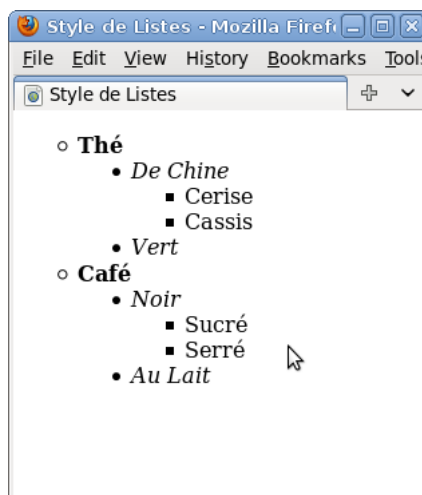 Style de Listes - Mozilla Firef
File Edit View History Bookmarks Tools
Style de Listes
Thé
De Chine
Cerise
Cassis
Vert
Café
Noir
Sucré
Serré
Au Lait